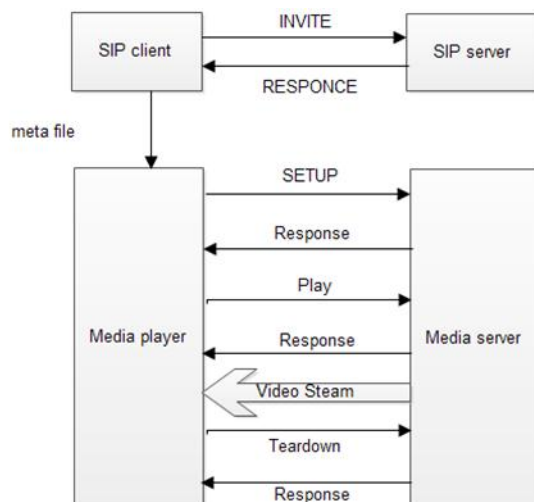 INVITE
SIP client
SIP server
RESPONCE
meta file
SETUP
Response
Play
Media player
Response
Media server
Video Steam
Teardown
Response